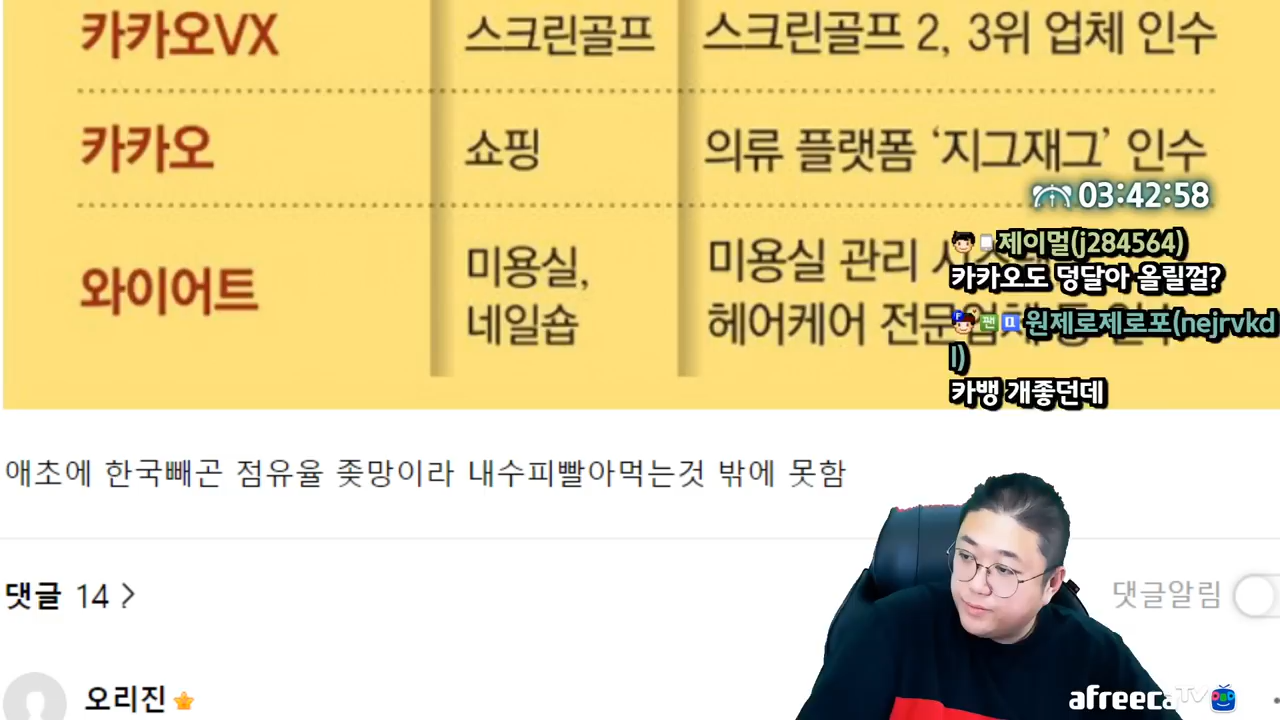 카카오VX 스크린골프 스크린골프 2, 3위 업체 인수
카카오 쇼핑 의류 플랫폼 ‘지그재그’ 인수
03:42:58
제이멀(j284564)
카카오도 덩달아 올릴껄?
와이어트 미용실, 네일숍 미용실 관리
헤어케어 전문업체 등 인수
원제로제로포(nejrvkd
l)
카뱅 개좋던데
애초에 한국빼곤 점유율 좆망이라 내수피빨아먹는것 밖에 못함
댓글 14
댓글알림
오리진
afreecaTV